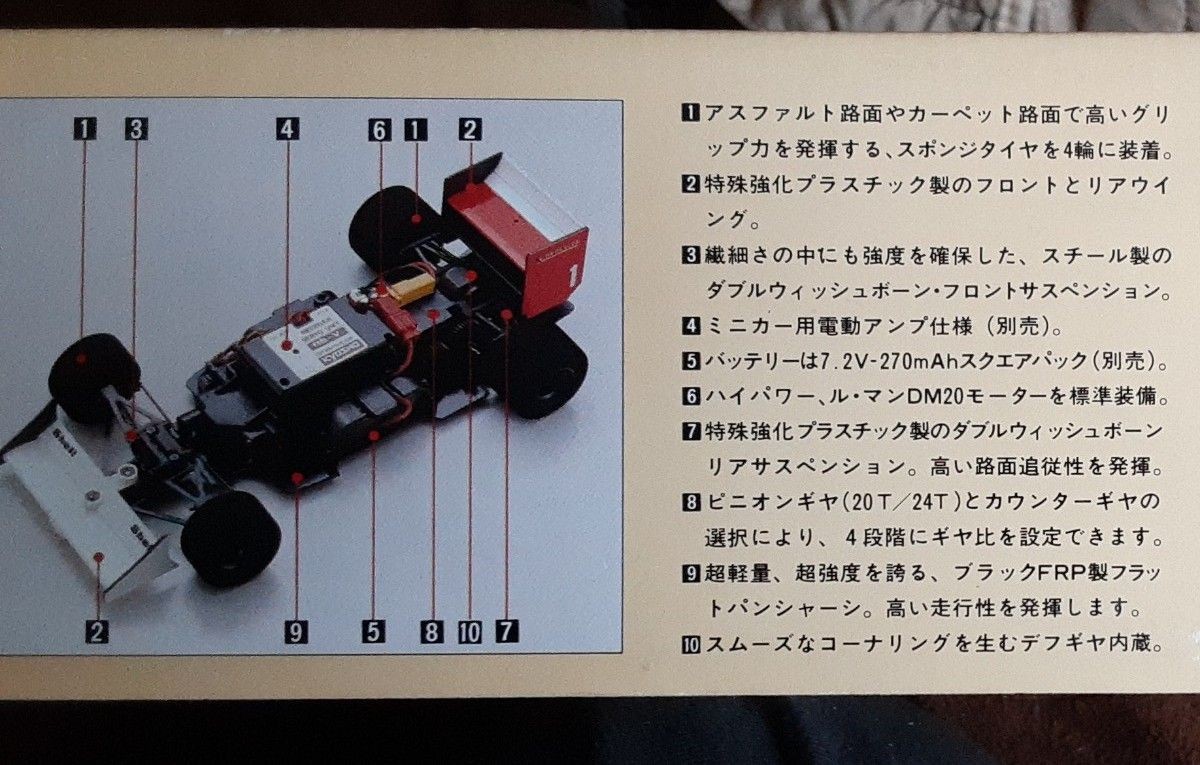 1 3 4 6 1 2
1
Shell
Shell
2 9 5 8 10 7
1 アスファルト路面やカーペット路面で高いグリ
ップ力を発揮する、スポンジタイヤを4輪に装着。
2 特殊強化プラスチック製のフロントとリアウイ
ング。
3 繊細さの中にも強度を確保した、スチール製の
ダブルウィッシュボーン・フロントサスペンション。
4 ミニカー用電動アンプ仕様（別売）。
5 バッテリーは7.2V-270mAhスクエアパック（別売）。
6 ハイパワー、ル・マンDM20モーターを標準装備。
7 特殊強化プラスチック製のダブルウィッシュボーン
リアサスペンション。高い路面追従性を発揮。
8 ピニオンギヤ(20T／24T)とカウンターギヤの
選択により、4段階にギヤ比を設定できます。
9 超軽量、超強度を誇る、ブラックFRP製フラッ
トパンシャーシ。高い走行性を発揮します。
10 スムーズなコーナリングを生むデフギヤ内蔵。